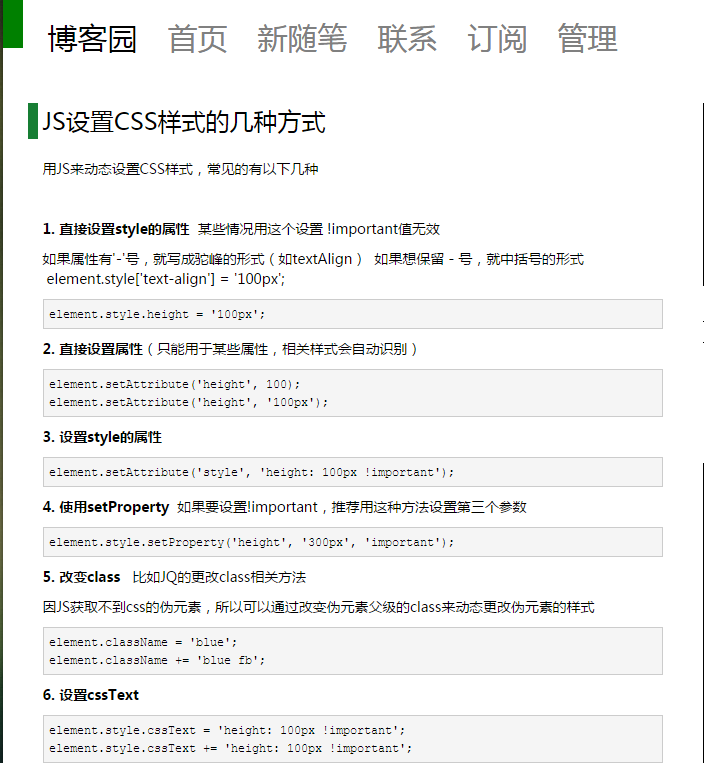 博客园 首页 新随笔 联系 订阅 管理
JS设置CSS样式的几种方式
用JS来动态设置CSS样式，常见的有以下几种
1. 直接设置style的属性 某些情况用这个设置 !important值无效
如果属性有'-'号，就写成驼峰的形式（如textAlign） 如果想保留 - 号，就中括号的形式
element.style['text-align'] = '100px';
element.style.height = '100px';
2. 直接设置属性（只能用于某些属性，相关样式会自动识别）
element.setAttribute('height', 100);
element.setAttribute('height', '100px');
3. 设置style的属性
element.setAttribute('style', 'height: 100px !important');
4. 使用setProperty 如果要设置!important，推荐用这种方法设置第三个参数
element.style.setProperty('height', '300px', 'important');
5. 改变class 比如JQ的更改class相关方法
因JS获取不到css的伪元素，所以可以通过改变伪元素父级的class来动态更改伪元素的样式
element.className = 'blue';
element.className += 'blue fb';
6. 设置cssText
element.style.cssText = 'height: 100px !important';
element.style.cssText += 'height: 100px !important';